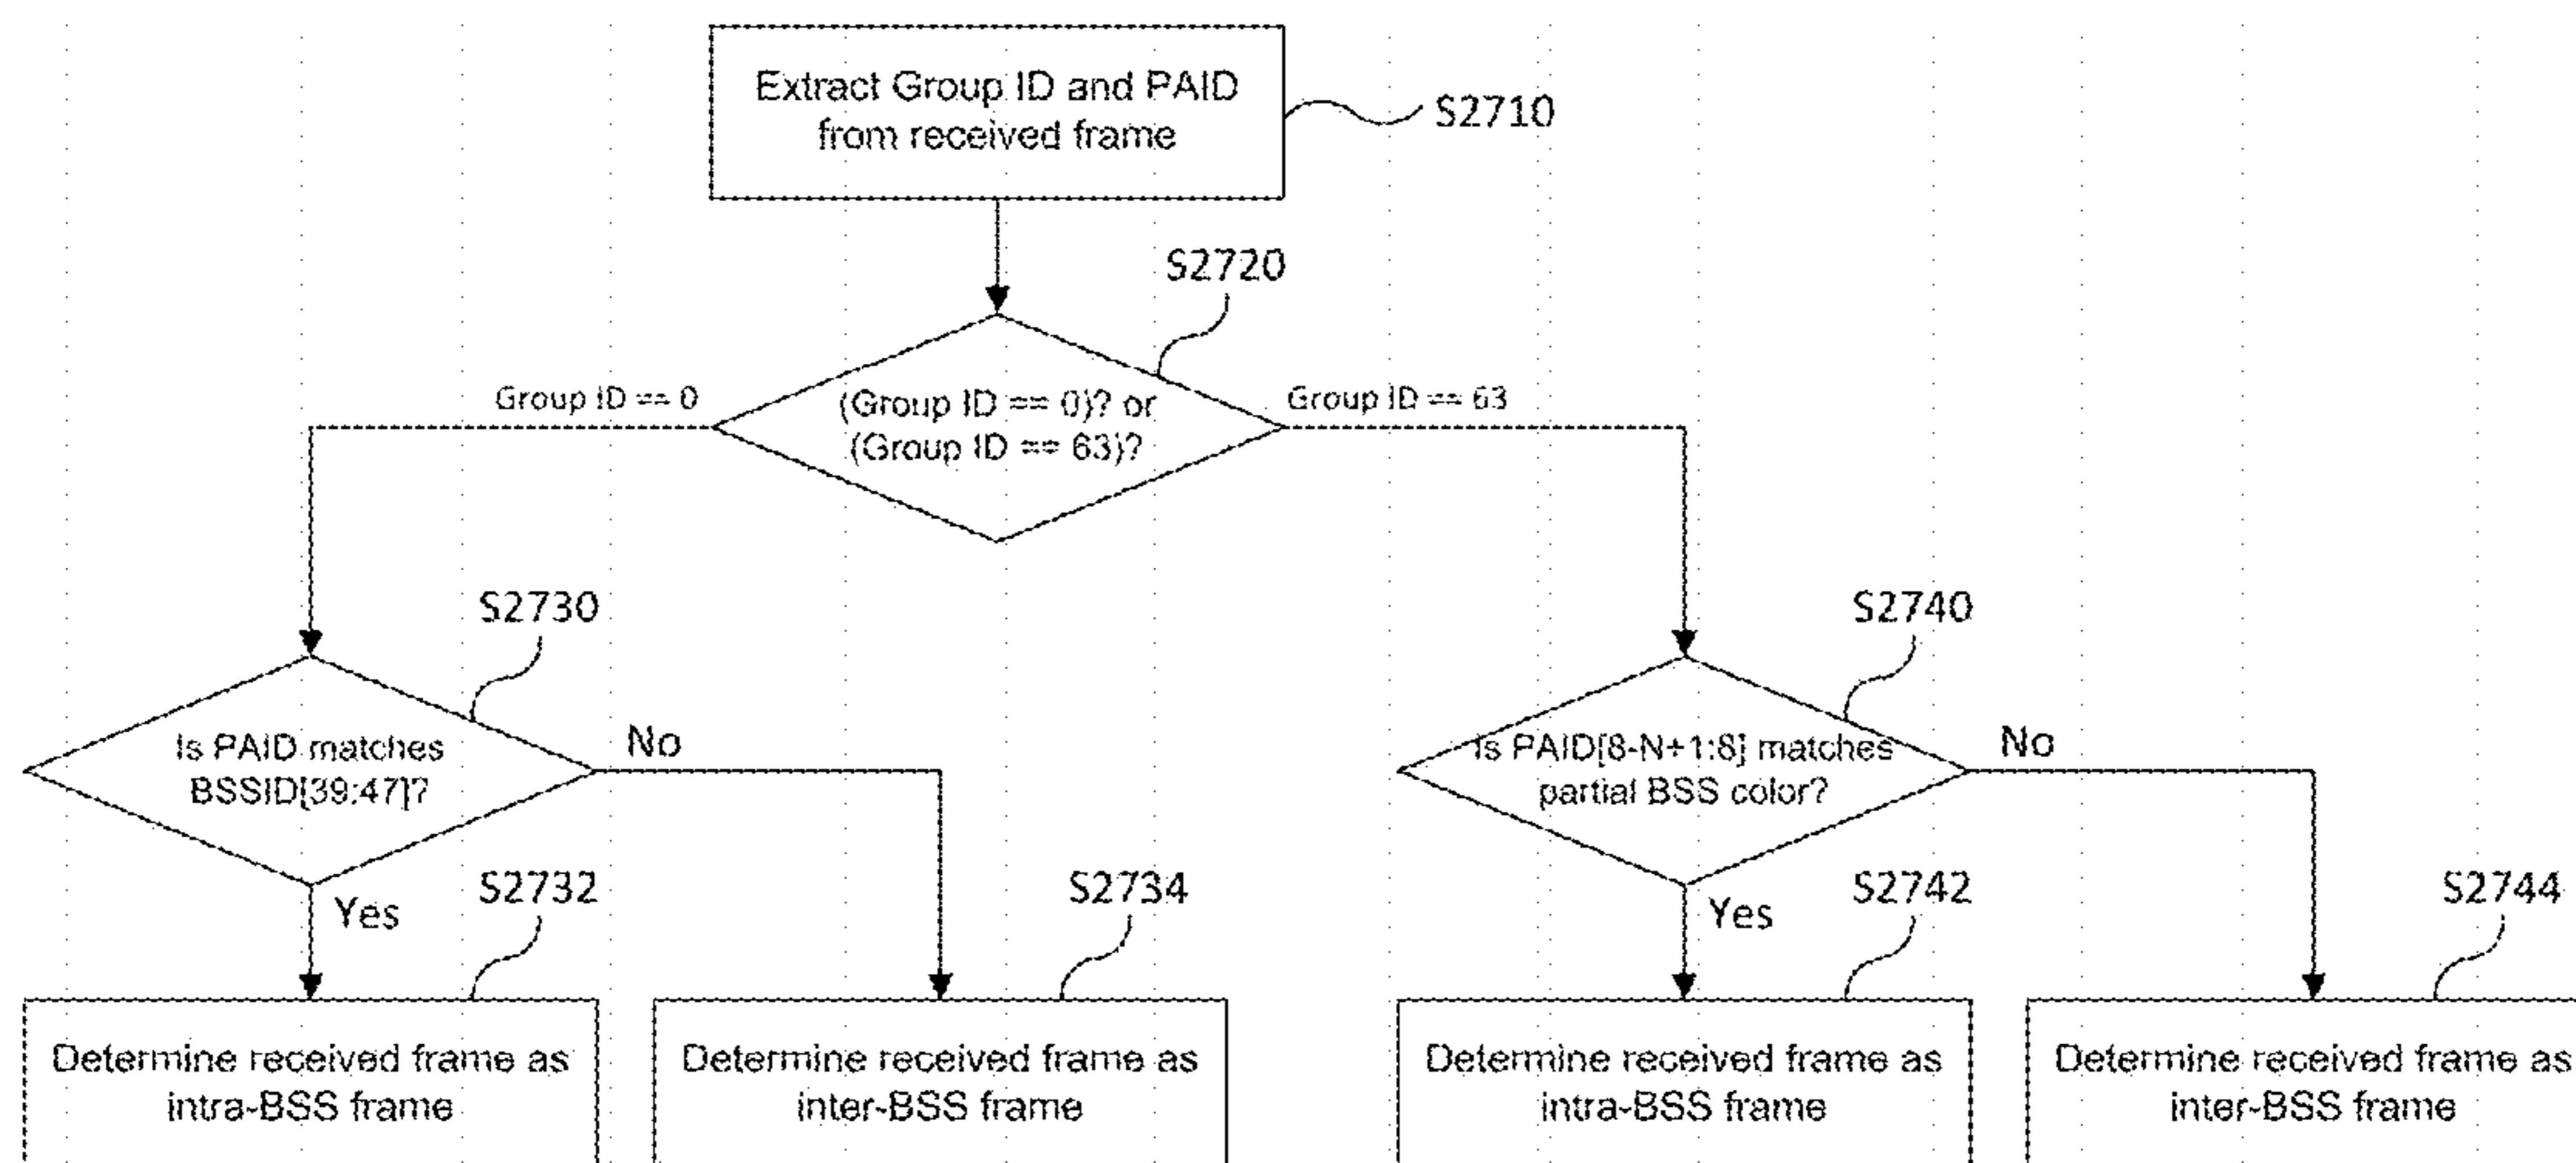 Extract Group ID and PAID
from received frame
S2710
S2720
Group ID == 0
(Group ID == 0)? or
(Group ID == 63)?
Group ID == 63
S2730
S2740
Is PAID matches
BSSID[39:47]?
No
Is PAID[8-N+1:8] matches
partial BSS color?
No
Yes
S2732
S2734
Yes
S2742
S2744
Determine received frame as
intra-BSS frame
Determine received frame as
inter-BSS frame
Determine received frame as
intra-BSS frame
Determine received frame as
inter-BSS frame